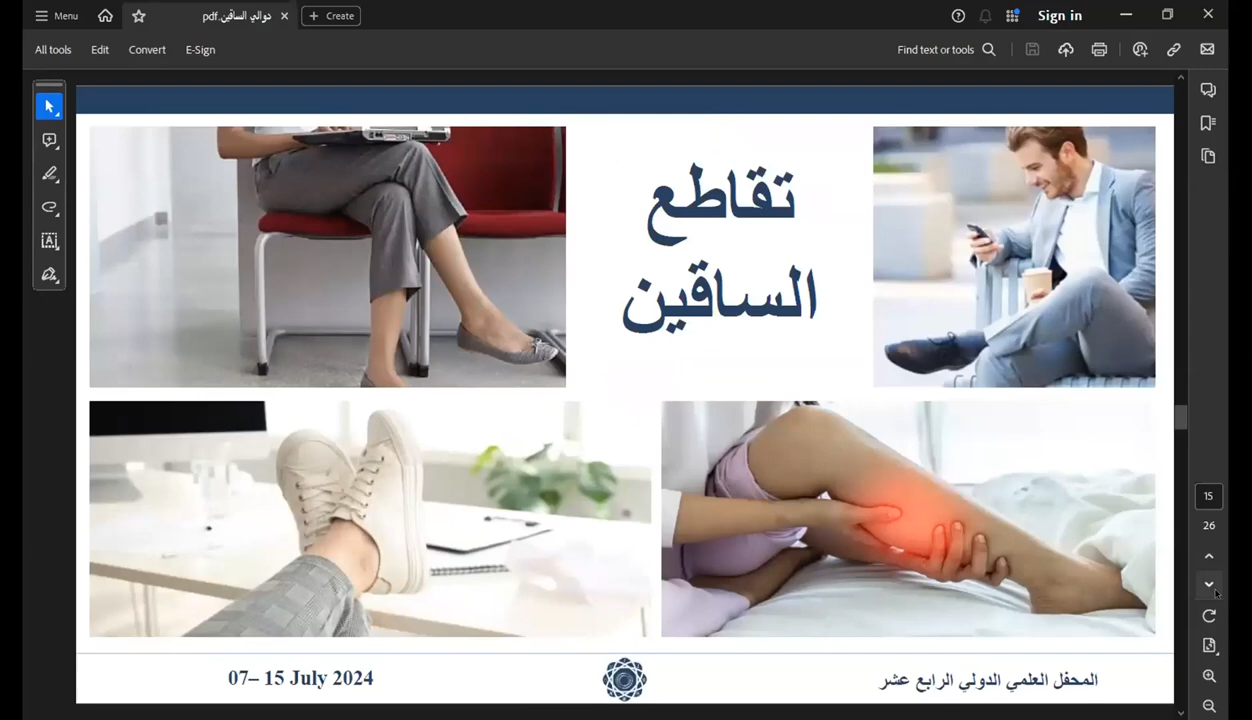 Menu
دوالي الساقين.pdf
Create
Sign in
All tools
Edit
Convert
E-Sign
Find text or tools
تقاطع
الساقين
15
26
07– 15 July 2024
المحفل العلمي الدولي الرابع عشر